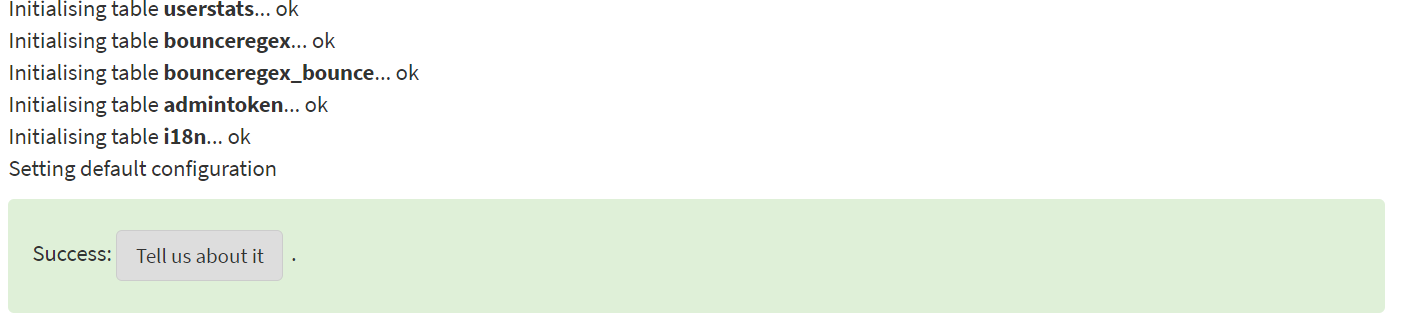 Initialising table userstats... ok
Initialising table bounceregex... ok
Initialising table bounceregex_bounce... ok
Initialising table admintoken... ok
Initialising table i18n... ok
Setting default configuration
Success: Tell us about it .